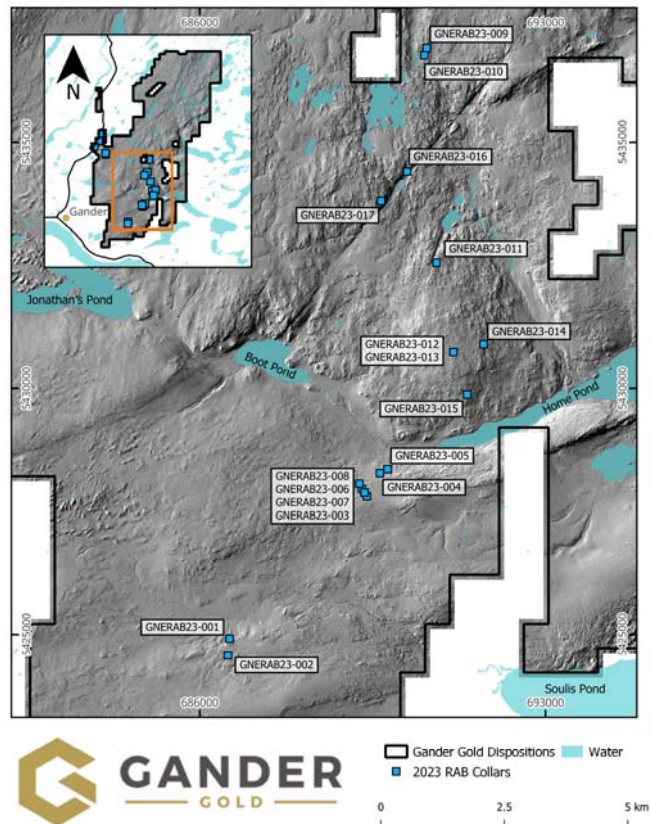 686000
693000
GNERAB23-009
GNERAB23-010
N
Gander
5435000
5435000
GNERAB23-016
GNERAB23-017
GNERAB23-011
Jonathan's Pond
GNERAB23-014
GNERAB23-012
GNERAB23-013
Boot Pond
5430000
5430000
GNERAB23-015
Home Pond
GNERAB23-005
GNERAB23-004
GNERAB23-008
GNERAB23-006
GNERAB23-007
GNERAB23-003
5425000
5425000
GNERAB23-001
GNERAB23-002
Soulis Pond
686000
693000
GANDER
GOLD
Gander Gold Dispositions
Water
2023 RAB Collars
0
2.5
5 km